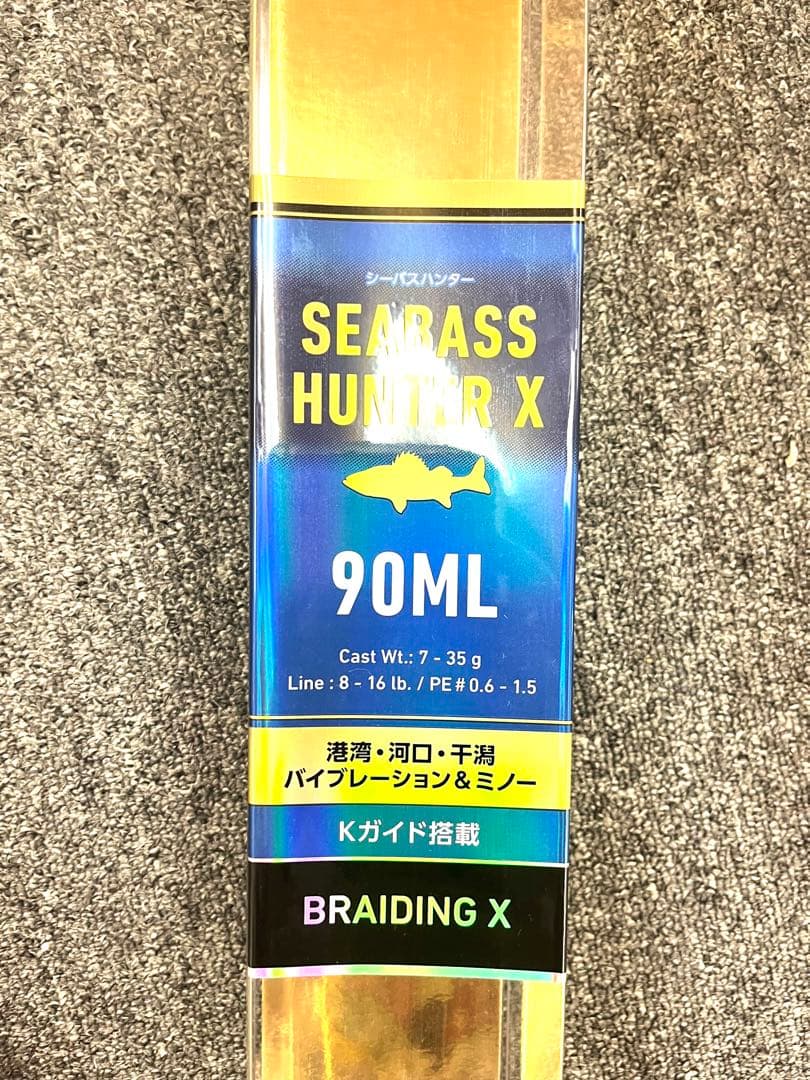 シーバスハンター
SEABASS
HUNTER X
90ML
Cast Wt.: 7 - 35 g
Line : 8 - 16 lb. / PE#0.6 - 1.5
港湾・河口・干潟
バイブレーション&ミノー
Kガイド搭載
BRAIDING X